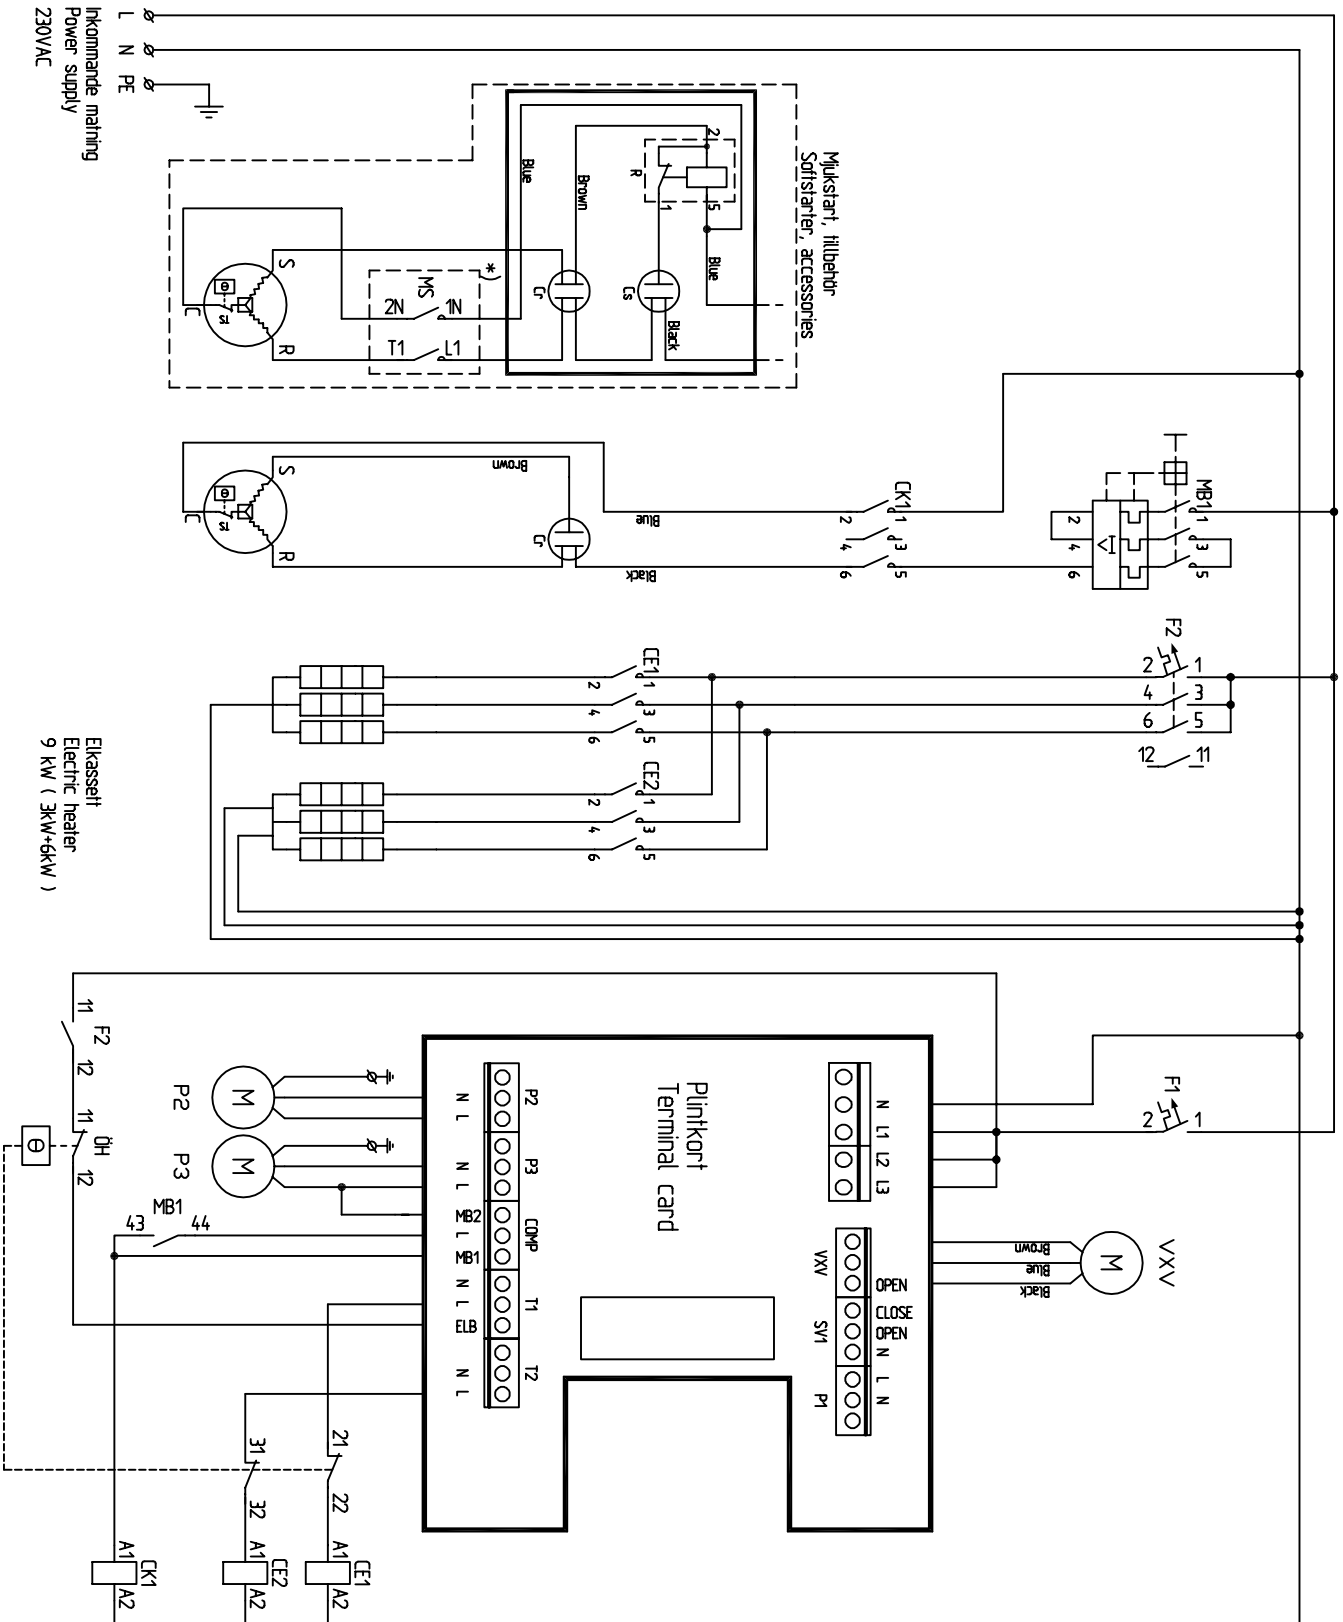 L
N
PE
Inkommande matning
Power supply
230VAC
Mjukstart, tillbehör
Softstarter, accessories
2
R
1
5
Blue
Brown
Blue
Cr
Cs
Black
*)
MS
2N
1N
T1
L1
S
Θ
TS
C
R
MB1
1
3
5
I>
2
4
6
CK1
1
2
3
4
5
6
Brown
Blue
Black
Cr
S
Θ
TS
C
R
F2
1
2
3
4
5
6
11
12
CE1
1
2
3
4
5
6
CE2
1
2
3
4
5
6
Elkassett
Electric heater
9 kW ( 3kW+6kW )
F1
1
2
VXV
M
Brown
Blue
Black
N
L1
L2
L3
VXV
OPEN
SV1
CLOSE
OPEN
N
P1
L
N
Plintkort
Terminal card
P2
P3
COMP
T1
T2
N
L
N
L
MB2
L
MB1
N
L
ELB
N
L
M
P2
M
P3
11
F2
12
11
ÖH
12
Θ
MB1
43
44
21
22
31
32
A1
CE1
A2
A1
CE2
A2
A1
CK1
A2